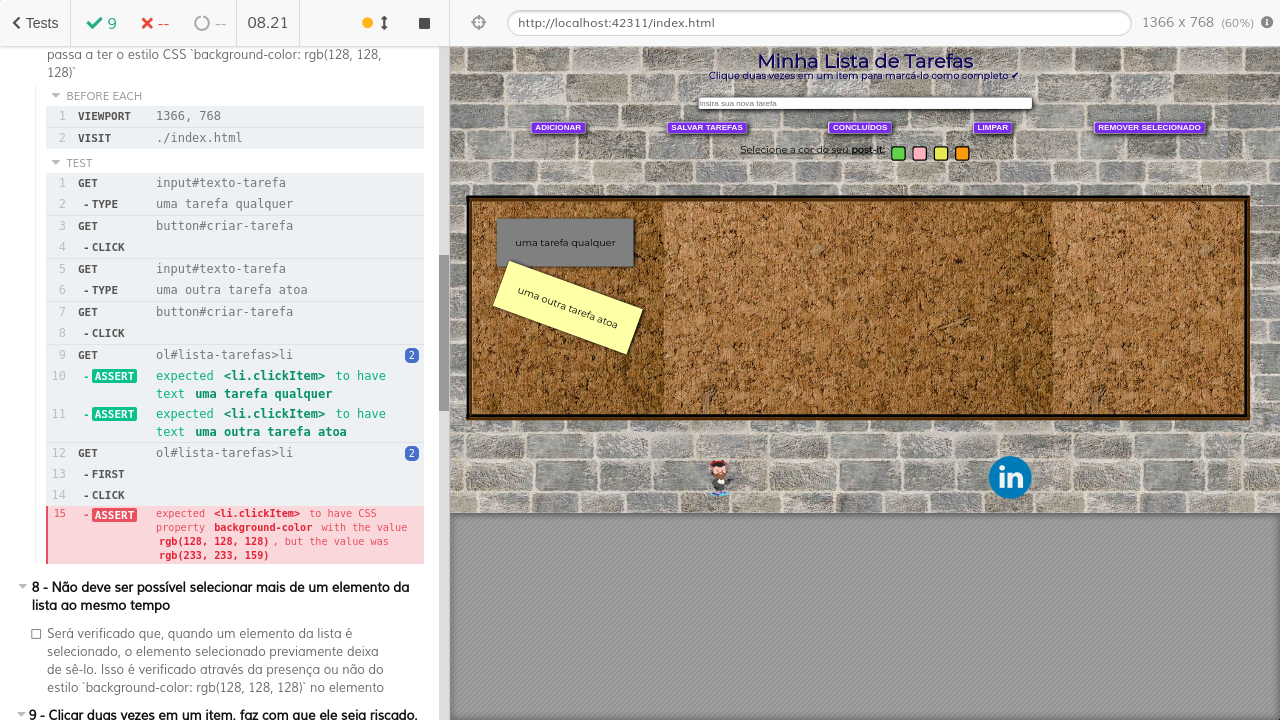 Tests
9
--
--
08.21
http://localhost:42311/index.html
1366 x 768 (60%)
passa a ter o estilo CSS `background-color: rgb(128, 128,
128)`
BEFORE EACH
1 VIEWPORT 1366, 768
2 VISIT ./index.html
TEST
1 GET input#texto-tarefa
2 - TYPE uma tarefa qualquer
3 GET button#criar-tarefa
4 - CLICK
5 GET input#texto-tarefa
6 - TYPE uma outra tarefa atoa
7 GET button#criar-tarefa
8 - CLICK
9 GET ol#lista-tarefas>li 2
10 - ASSERT expected <li.clickItem> to have
text uma tarefa qualquer
11 - ASSERT expected <li.clickItem> to have
text uma outra tarefa atoa
12 GET ol#lista-tarefas>li 2
13 - FIRST
14 - CLICK
15 - ASSERT expected <li.clickItem> to have CSS
property background-color with the value
rgb(128, 128, 128) , but the value was
rgb(233, 233, 159)
8 - Não deve ser possível selecionar mais de um elemento da
lista ao mesmo tempo
Será verificado que, quando um elemento da lista é
selecionado, o elemento selecionado previamente deixa
de sê-lo. Isso é verificado através da presença ou não do
estilo `background-color: rgb(128, 128, 128)` no elemento
9 - Clicar duas vezes em um item, faz com que ele seja riscado,
Minha Lista de Tarefas
Clique duas vezes em um item para marcá-lo como completo ✔.
Insira sua nova tarefa
ADICIONAR
SALVAR TAREFAS
CONCLUÍDOS
LIMPAR
REMOVER SELECIONADO
Selecione a cor do seu post-it:
uma tarefa qualquer
uma outra tarefa atoa
in